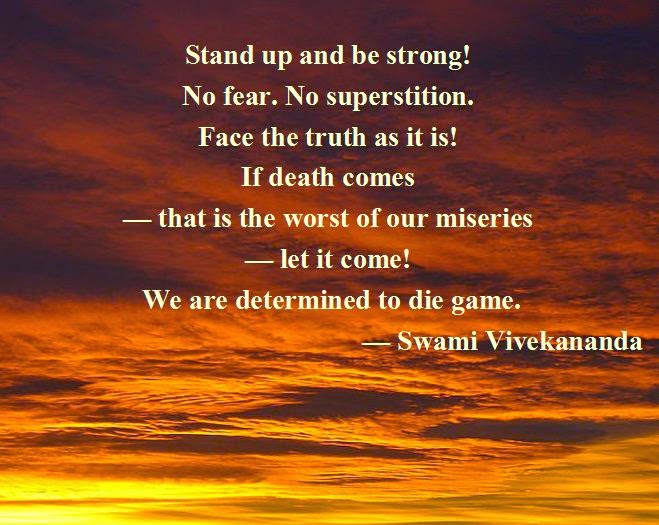 Stand up and be strong!
No fear. No superstition.
Face the truth as it is!
If death comes
— that is the worst of our miseries
— let it come!
We are determined to die game.
— Swami Vivekananda